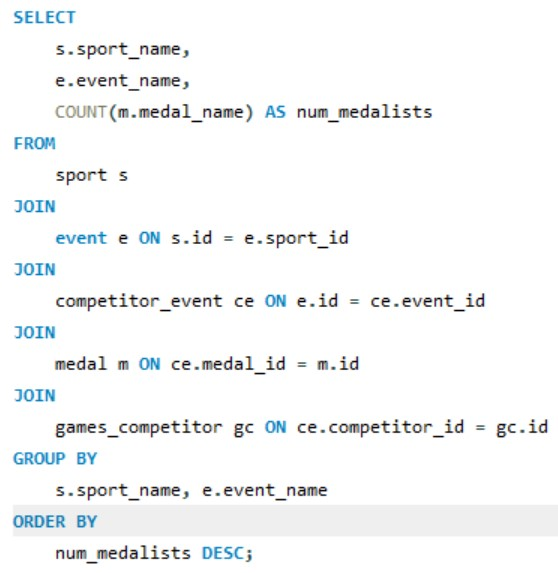 SELECT
s.sport_name,
e.event_name,
COUNT(m.medal_name) AS num_medalists
FROM
sport s
JOIN
event e ON s.id = e.sport_id
JOIN
competitor_event ce ON e.id = ce.event_id
JOIN
medal m ON ce.medal_id = m.id
JOIN
games_competitor gc ON ce.competitor_id = gc.id
GROUP BY
s.sport_name, e.event_name
ORDER BY
num_medalists DESC;